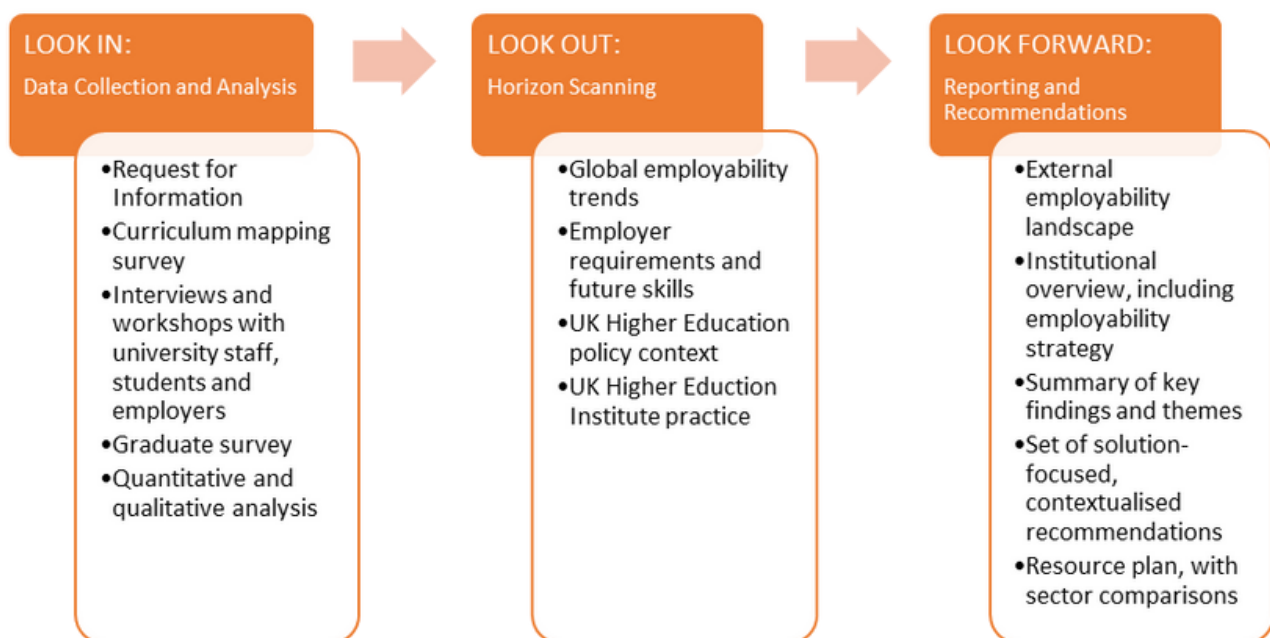 LOOK IN:
Data Collection and Analysis
•Request for
Information
•Curriculum mapping
survey
•Interviews and
workshops with
university staff,
students and
employers
•Graduate survey
•Quantitative and
qualitative analysis
LOOK OUT:
Horizon Scanning
•Global employability
trends
•Employer
requirements and
future skills
•UK Higher Education
policy context
•UK Higher Eduction
Institute practice
LOOK FORWARD:
Reporting and
Recommendations
•External
employability
landscape
•Institutional
overview, including
employability
strategy
•Summary of key
findings and themes
•Set of solution-
focused,
contextualised
recommendations
•Resource plan, with
sector comparisons